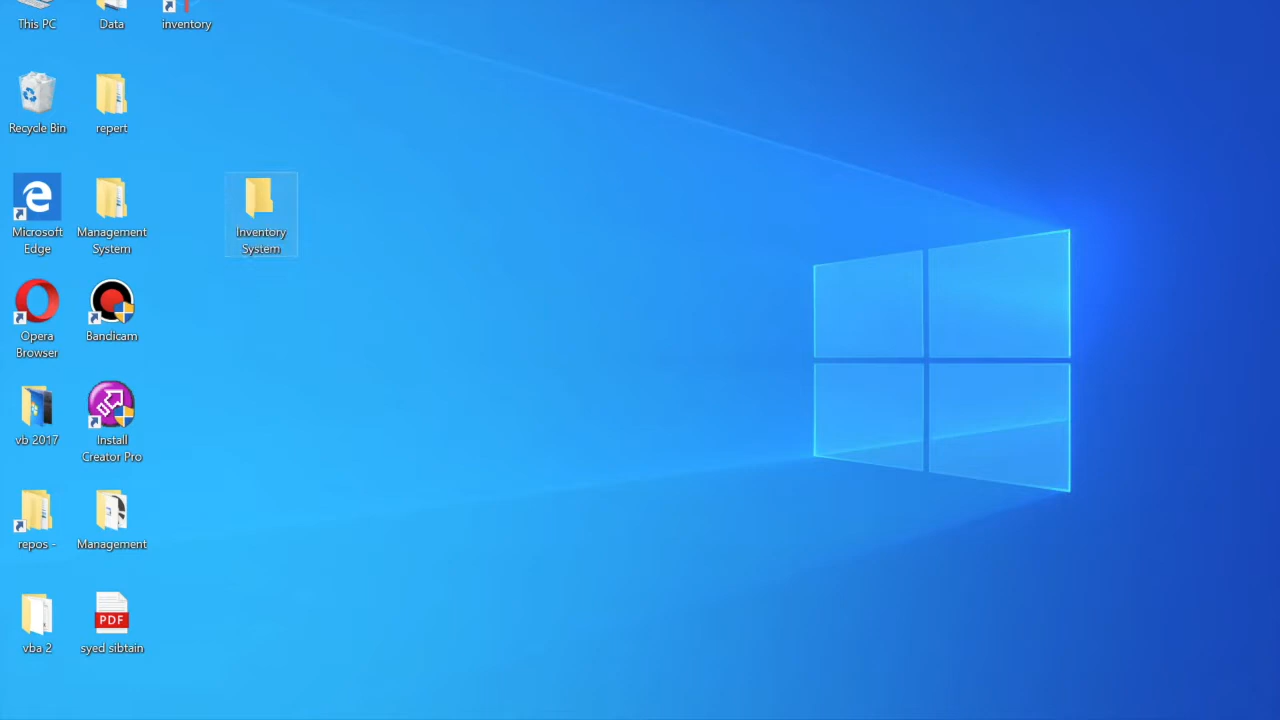 This PC
Data
inventory
Recycle Bin
repert
Microsoft
Edge
Management
System
Inventory
System
Opera
Browser
Bandicam
vb 2017
Install
Creator Pro
repos -
Management
vba 2
PDF
syed sibtain